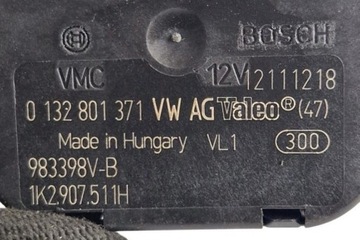 BOSCH
VMC 12V 12111218
0 132 801 371 VW AG Valeo® (47)
Made in Hungary VL1 300
983398V-B
1K2.907.511H